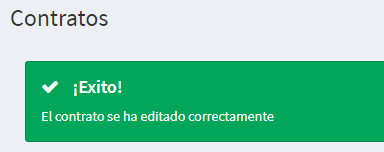 Contratos
¡Exito!
El contrato se ha editado correctamente